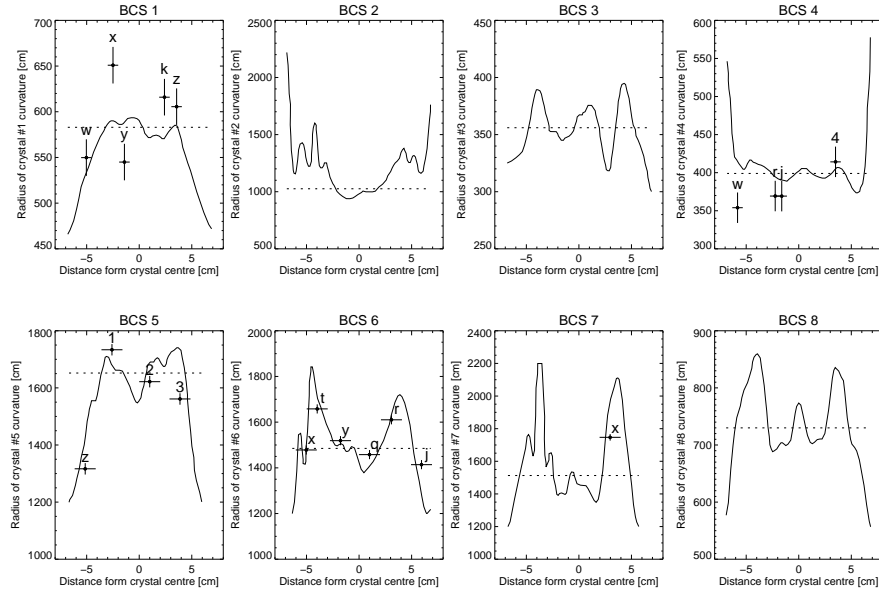 BCS 1
Radius of crystal #1 curvature [cm]
700
650
600
550
500
450
x
k
z
w
y
−5 0 5
Distance form crystal centre [cm]
BCS 2
Radius of crystal #2 curvature [cm]
2500
2000
1500
1000
500
−5 0 5
Distance form crystal centre [cm]
BCS 3
Radius of crystal #3 curvature [cm]
450
400
350
300
250
−5 0 5
Distance form crystal centre [cm]
BCS 4
Radius of crystal #4 curvature [cm]
600
550
500
450
400
350
300
4
r i
w
−5 0 5
Distance form crystal centre [cm]
BCS 5
Radius of crystal #5 curvature [cm]
1800
1600
1400
1200
1000
1
2
3
z
−5 0 5
Distance form crystal centre [cm]
BCS 6
Radius of crystal #6 curvature [cm]
2000
1800
1600
1400
1200
1000
t
r
y
x
q
j
−5 0 5
Distance form crystal centre [cm]
BCS 7
Radius of crystal #7 curvature [cm]
2400
2200
2000
1800
1600
1400
1200
1000
x
−5 0 5
Distance form crystal centre [cm]
BCS 8
Radius of crystal #8 curvature [cm]
900
800
700
600
500
−5 0 5
Distance form crystal centre [cm]